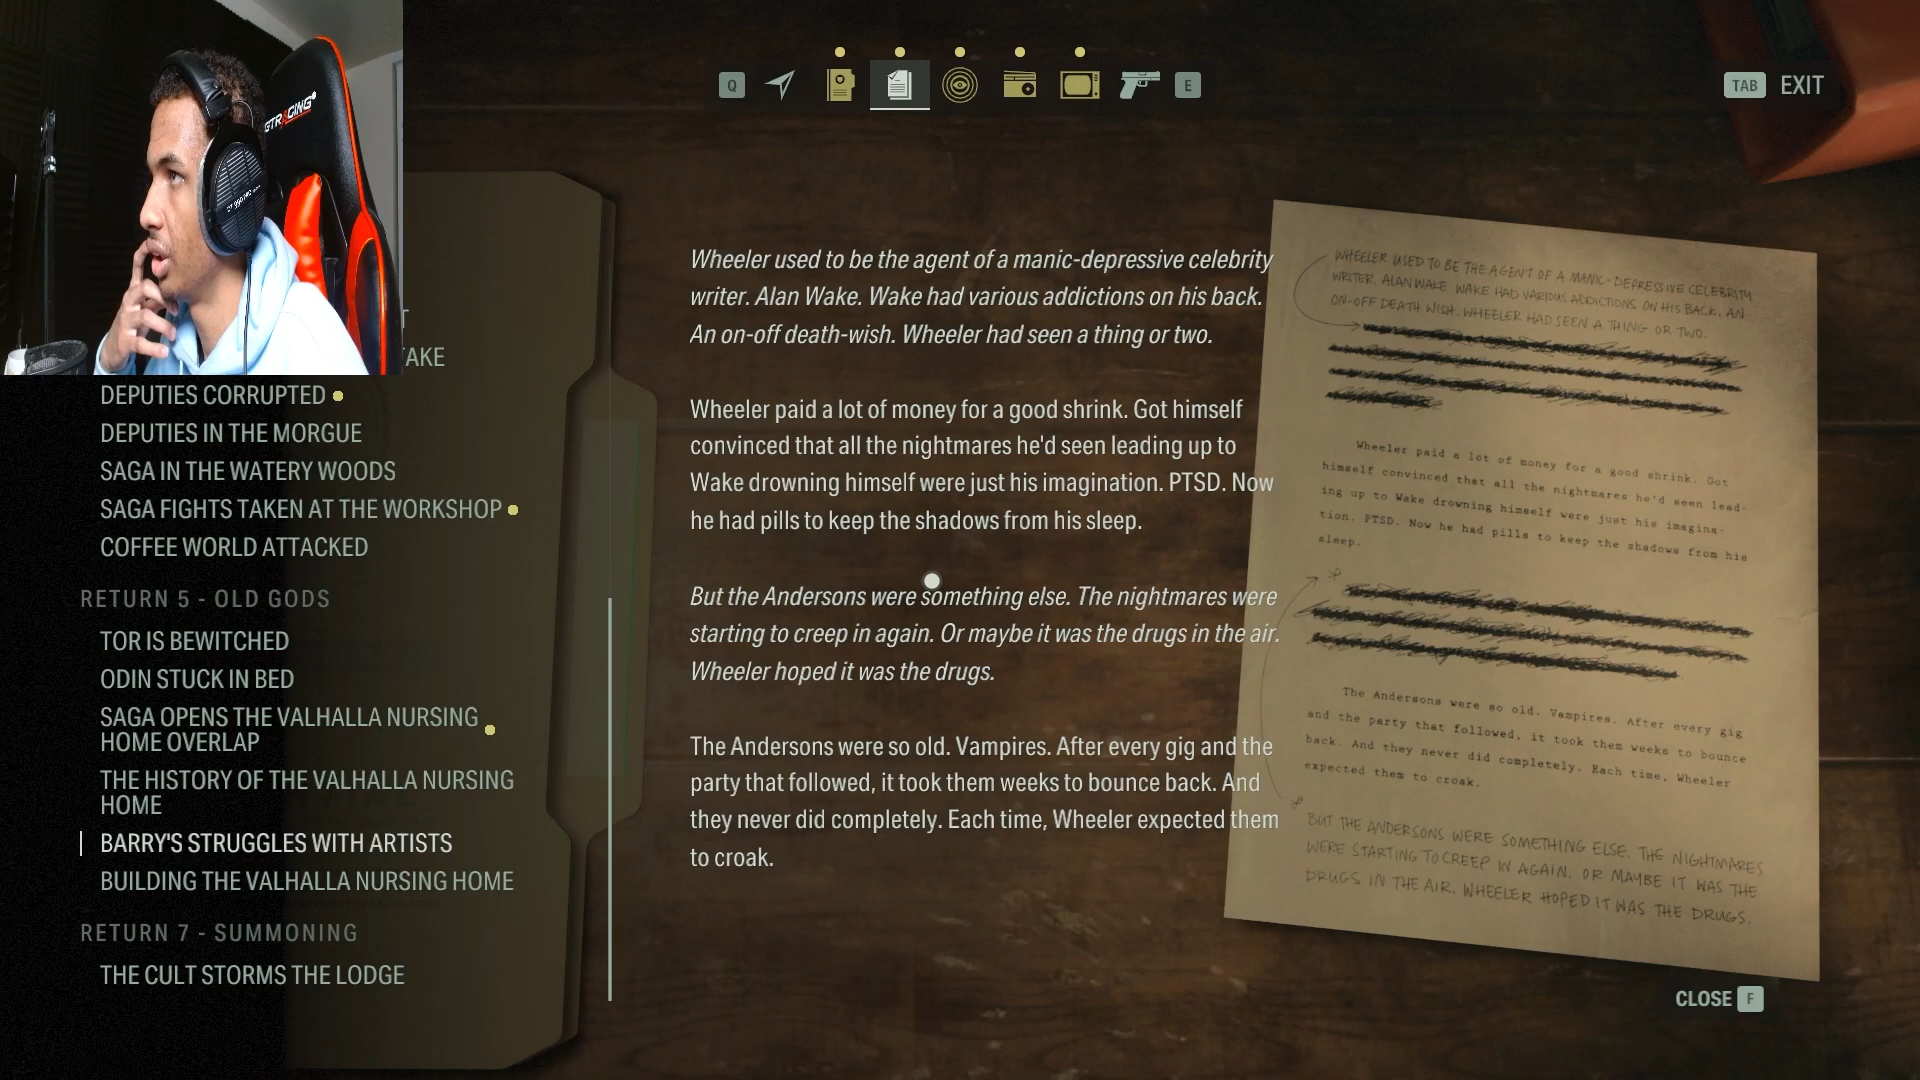 GTRACING
DT 990 PRO
Q
E
TAB EXIT
T
TAKE
DEPUTIES CORRUPTED
DEPUTIES IN THE MORGUE
SAGA IN THE WATERY WOODS
SAGA FIGHTS TAKEN AT THE WORKSHOP
COFFEE WORLD ATTACKED
RETURN 5 - OLD GODS
TOR IS BEWITCHED
ODIN STUCK IN BED
SAGA OPENS THE VALHALLA NURSING
HOME OVERLAP
THE HISTORY OF THE VALHALLA NURSING
HOME
BARRY'S STRUGGLES WITH ARTISTS
BUILDING THE VALHALLA NURSING HOME
RETURN 7 - SUMMONING
THE CULT STORMS THE LODGE
Wheeler used to be the agent of a manic-depressive celebrity
writer. Alan Wake. Wake had various addictions on his back.
An on-off death-wish. Wheeler had seen a thing or two.
Wheeler paid a lot of money for a good shrink. Got himself
convinced that all the nightmares he'd seen leading up to
Wake drowning himself were just his imagination. PTSD. Now
he had pills to keep the shadows from his sleep.
But the Andersons were something else. The nightmares were
starting to creep in again. Or maybe it was the drugs in the air.
Wheeler hoped it was the drugs.
The Andersons were so old. Vampires. After every gig and the
party that followed, it took them weeks to bounce back. And
they never did completely. Each time, Wheeler expected them
to croak.
WHEELER USED TO BE THE AGENT OF A MANIC-DEPRESSIVE CELEBRITY
WRITER. ALAN WAKE. WAKE HAD VARIOUS ADDICTIONS ON HIS BACK. AN
ON-OFF DEATH WISH. WHEELER HAD SEEN A THING OR TWO.
Wheeler paid a lot of money for a good shrink. Got
himself convinced that all the nightmares he'd seen lead-
ing up to Wake drowning himself were just his imagina-
tion. PTSD. Now he had pills to keep the shadows from his
sleep.
The Andersons were so old. Vampires. After every gig
and the party that followed, it took them weeks to bounce
back. And they never did completely. Each time, Wheeler
expected them to croak.
BUT THE ANDERSONS WERE SOMETHING ELSE. THE NIGHTMARES
WERE STARTING TO CREEP IN AGAIN. OR MAYBE IT WAS THE
DRUGS IN THE AIR. WHEELER HOPED IT WAS THE DRUGS.
CLOSE F